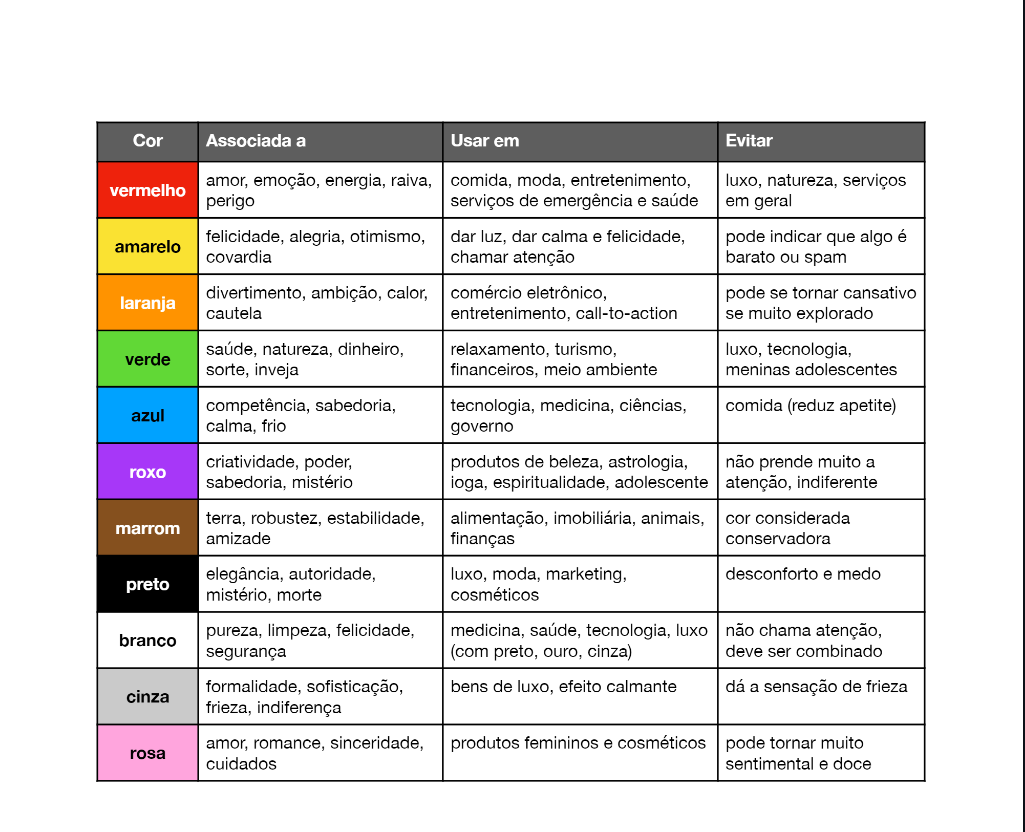 Cor Associada a Usar em Evitar
vermelho amor, emoção, energia, raiva, perigo comida, moda, entretenimento, serviços de emergência e saúde luxo, natureza, serviços em geral
amarelo felicidade, alegria, otimismo, covardia dar luz, dar calma e felicidade, chamar atenção pode indicar que algo é barato ou spam
laranja divertimento, ambição, calor, cautela comércio eletrônico, entretenimento, call-to-action pode se tornar cansativo se muito explorado
verde saúde, natureza, dinheiro, sorte, inveja relaxamento, turismo, financeiros, meio ambiente luxo, tecnologia, meninas adolescentes
azul competência, sabedoria, calma, frio tecnologia, medicina, ciências, governo comida (reduz apetite)
roxo criatividade, poder, sabedoria, mistério produtos de beleza, astrologia, ioga, espiritualidade, adolescente não prende muito a atenção, indiferente
marrom terra, robustez, estabilidade, amizade alimentação, imobiliária, animais, finanças cor considerada conservadora
preto elegância, autoridade, mistério, morte luxo, moda, marketing, cosméticos desconforto e medo
branco pureza, limpeza, felicidade, segurança medicina, saúde, tecnologia, luxo (com preto, ouro, cinza) não chama atenção, deve ser combinado
cinza formalidade, sofisticação, frieza, indiferença bens de luxo, efeito calmante dá a sensação de frieza
rosa amor, romance, sinceridade, cuidados produtos femininos e cosméticos pode tornar muito sentimental e doce